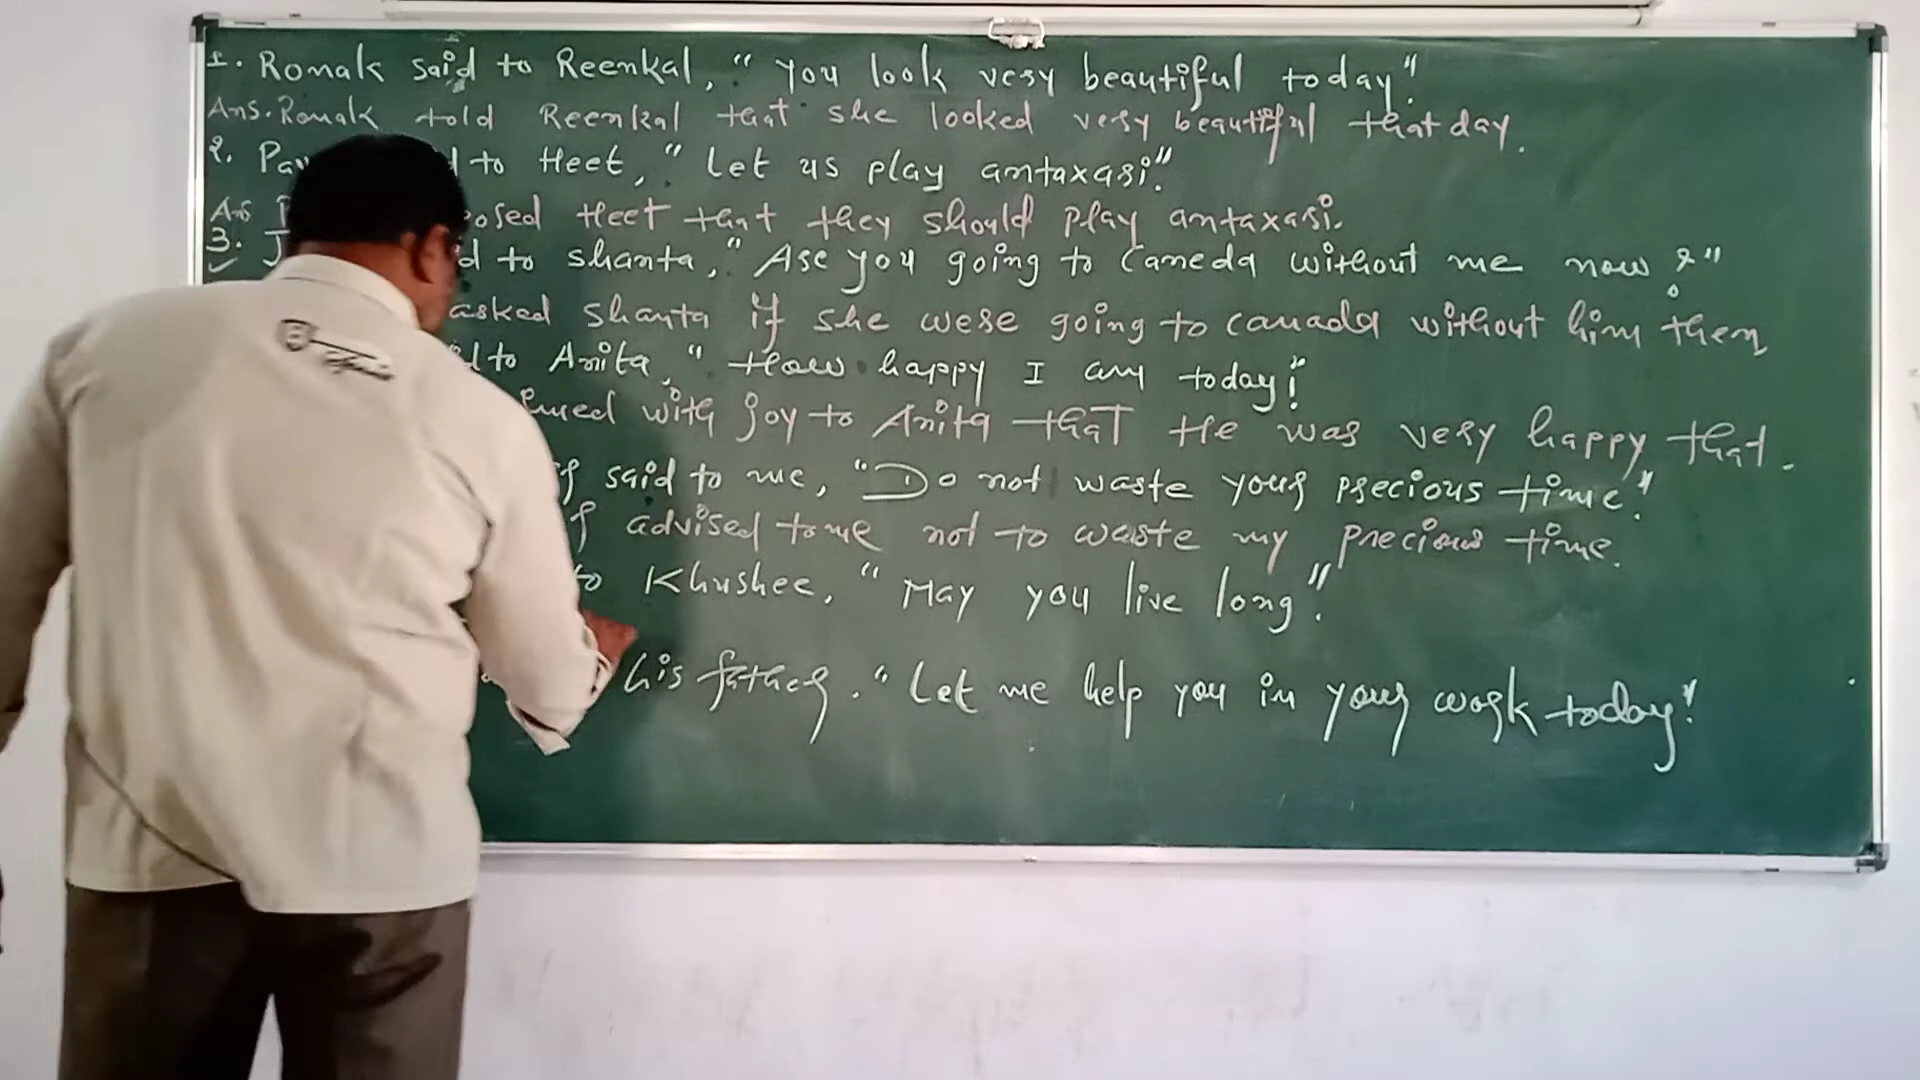 1. Ronak said to Reenkal, "You look very beautiful today".
Ans. Ronak told Reenkal that she looked very beautiful that day.
2. to Heet, "Let us play antaxari".
Ans Heet that they should play antaxari.
3. to shanta, "Are you going to Caneda without me now ?"
asked shanta if she were going to canada without him then
to Anita, "How happy I am today!"
with joy to Anita that He was very happy that.
said to me, "Do not waste your precious time".
advised to me not to waste my precious time.
to Khushee, "May you live long".
his father. "Let me help you in your work today".